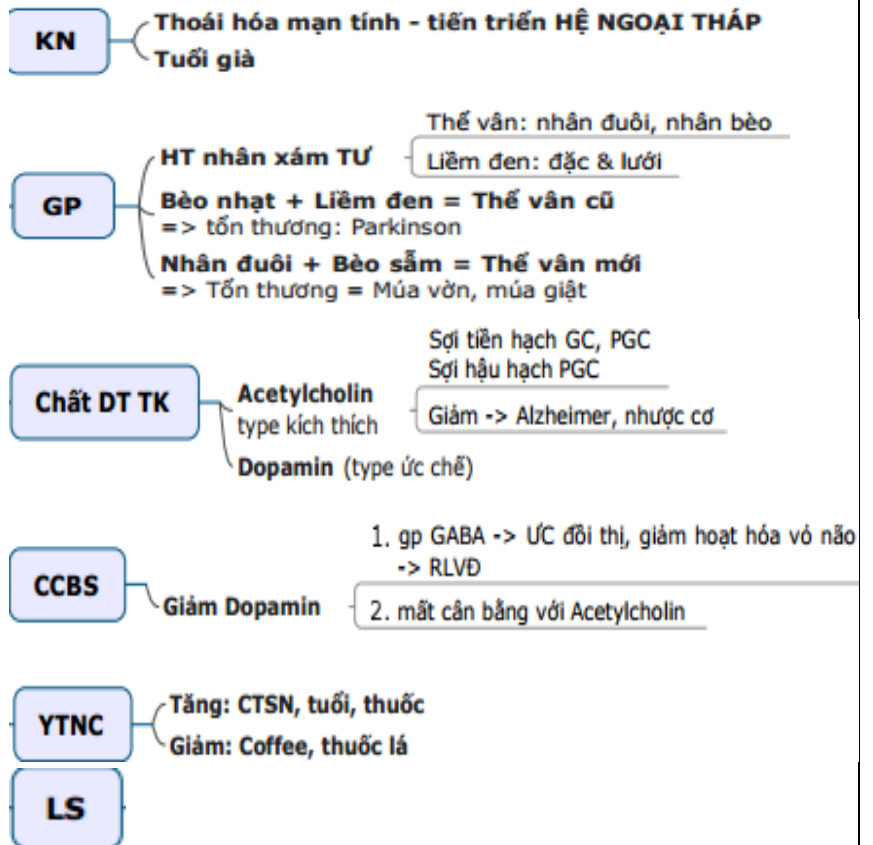 KN
Thoái hóa mạn tính - tiến triển HỆ NGOẠI THÁP
Tuổi già
GP
HT nhân xám TƯ
Thể vân: nhân đuôi, nhân bèo
Liềm đen: đặc & lưới
Bèo nhạt + Liềm đen = Thể vân cũ
=> tổn thương: Parkinson
Nhân đuôi + Bèo sẫm = Thể vân mới
=> Tổn thương = Múa vờn, múa giật
Chất DT TK
Acetylcholin
type kích thích
Sợi tiền hạch GC, PGC
Sợi hậu hạch PGC
Giảm -> Alzheimer, nhược cơ
Dopamin (type ức chế)
CCBS
Giảm Dopamin
1. gp GABA -> ƯC đồi thị, giảm hoạt hóa vỏ não
-> RLVĐ
2. mất cân bằng với Acetylcholin
YTNC
Tăng: CTSN, tuổi, thuốc
Giảm: Coffee, thuốc lá
LS